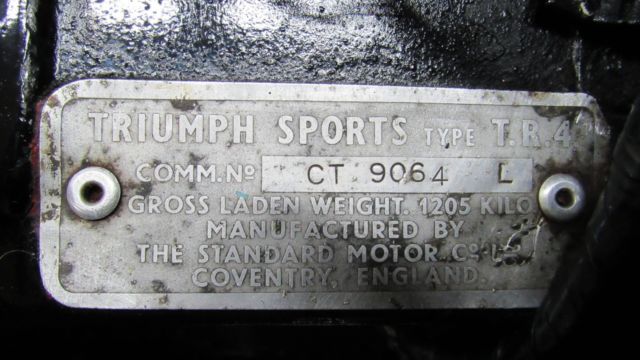 TRIUMPH SPORTS TYPE T.R.4
COMM. Nº CT 9064 L
GROSS LADEN WEIGHT. 1205 KILO
MANUFACTURED BY
THE STANDARD MOTOR Cº
COVENTRY, ENGLAND.